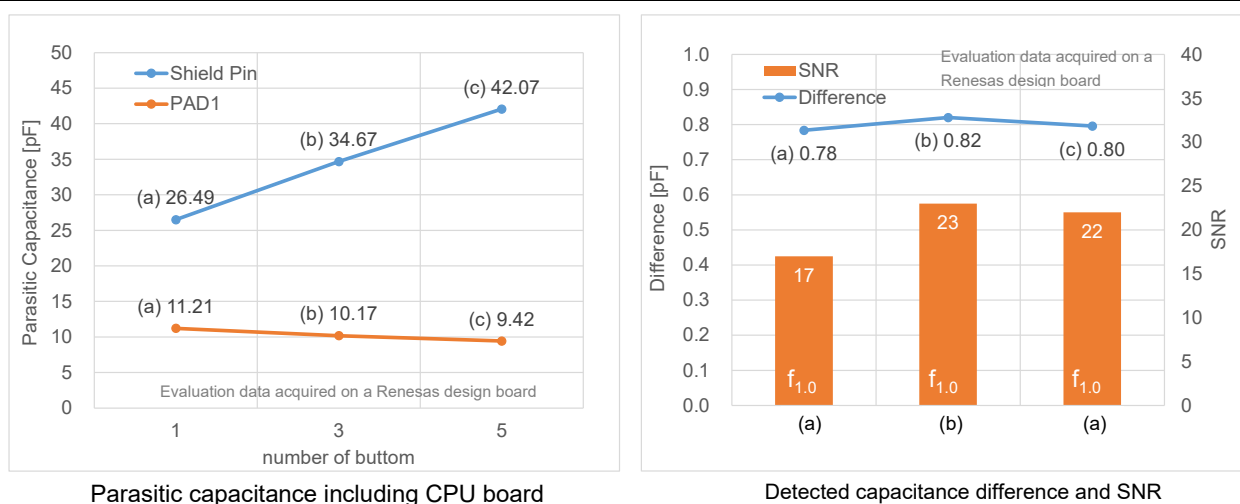 50
45
40
35
30
25
20
15
10
5
0
Parasitic Capacitance [pF]
Shield Pin
PAD1
(a) 26.49
(b) 34.67
(c) 42.07
(a) 11.21
(b) 10.17
(c) 9.42
Evaluation data acquired on a Renesas design board
1 3 5
number of buttom
Parasitic capacitance including CPU board
1.0
0.9
0.8
0.7
0.6
0.5
0.4
0.3
0.2
0.1
0.0
Difference [pF]
Evaluation data acquired on a
Renesas design board
SNR
Difference
(a) 0.78
(b) 0.82
(c) 0.80
17
23
22
f1.0 f1.0 f1.0
(a) (b) (a)
40
35
30
25
20
15
10
5
0
SNR
Detected capacitance difference and SNR